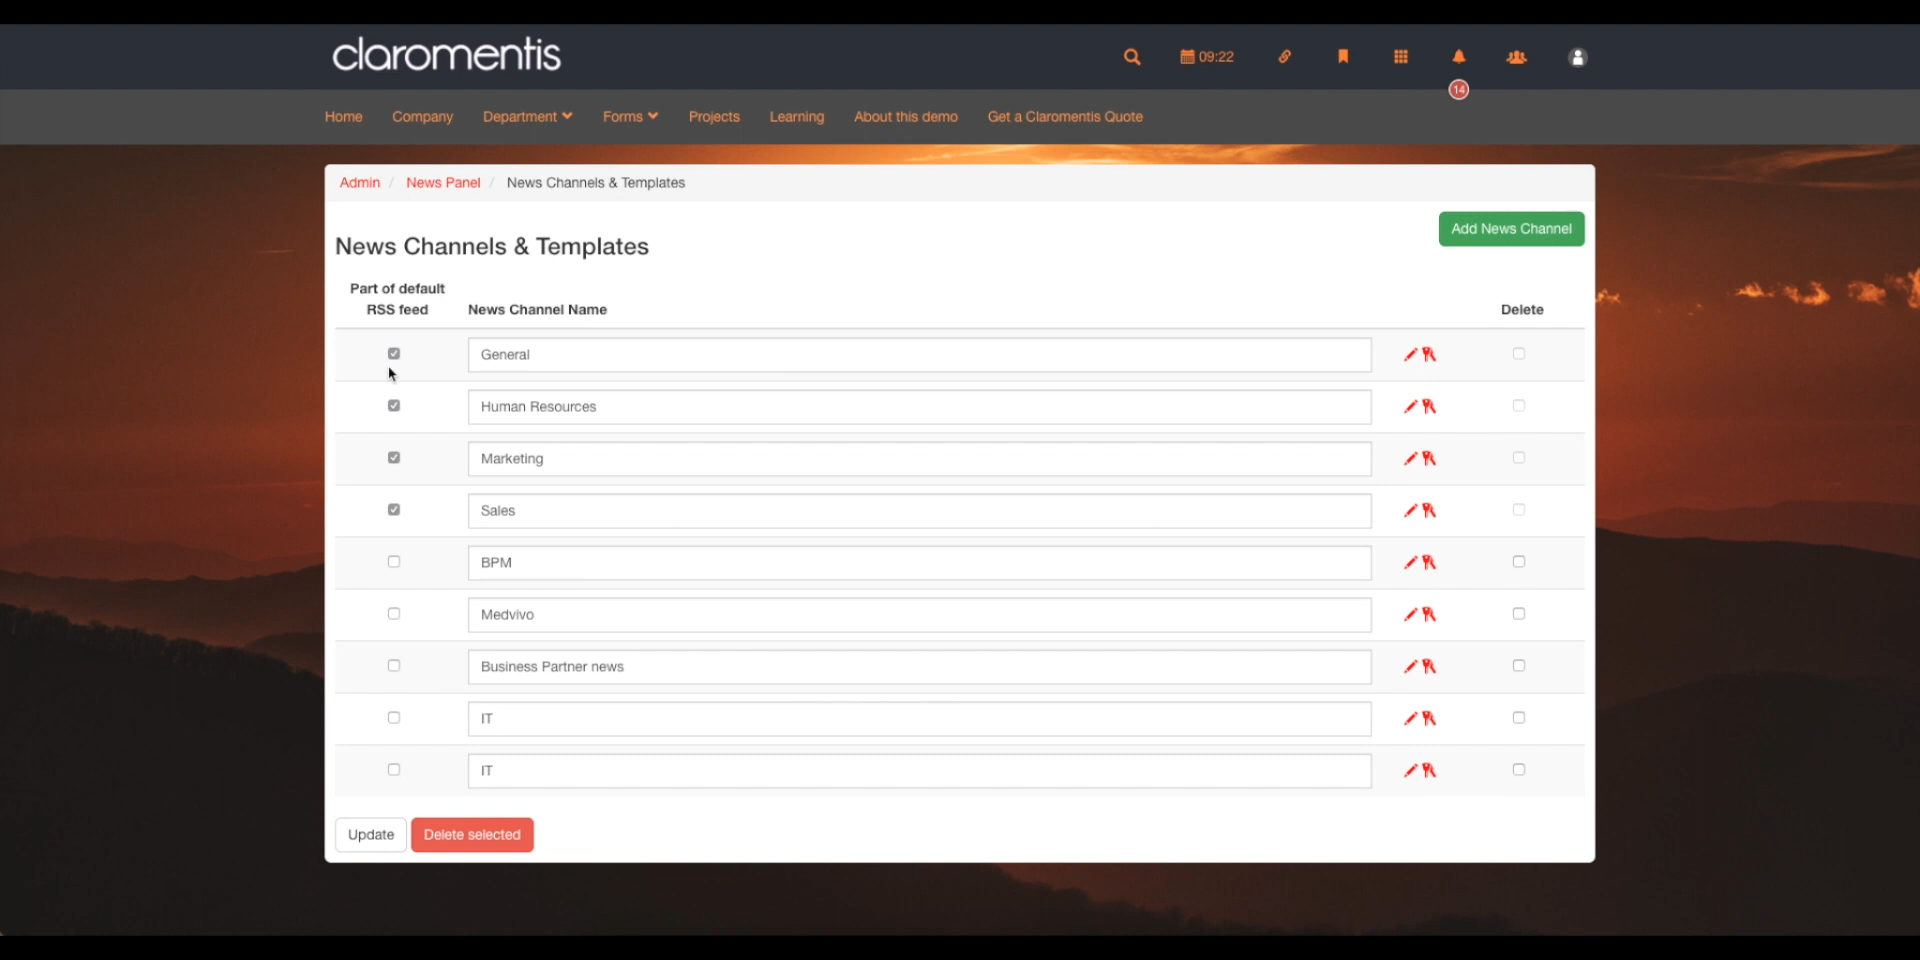 claromentis
09:22
14
Home Company Department Forms Projects Learning About this demo Get a Claromentis Quote
Admin / News Panel / News Channels & Templates
Add News Channel
News Channels & Templates
Part of default
RSS feed News Channel Name Delete
General
Human Resources
Marketing
Sales
BPM
Medvivo
Business Partner news
IT
IT
Update Delete selected